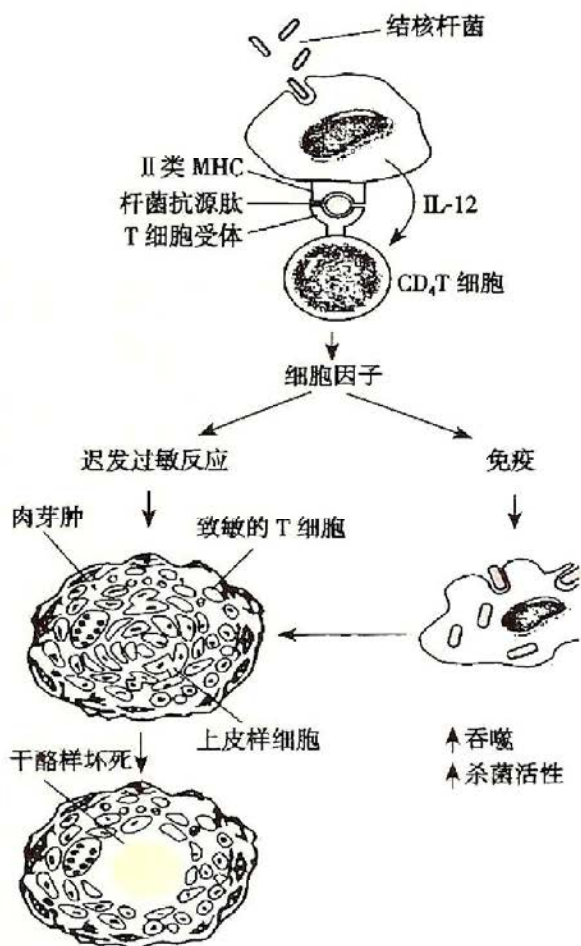 结核杆菌
Ⅱ类 MHC
杆菌抗源肽
T 细胞受体
IL-12
CD₄T 细胞
细胞因子
迟发过敏反应
免疫
肉芽肿
致敏的 T 细胞
上皮样细胞
吞噬
杀菌活性
干酪样坏死